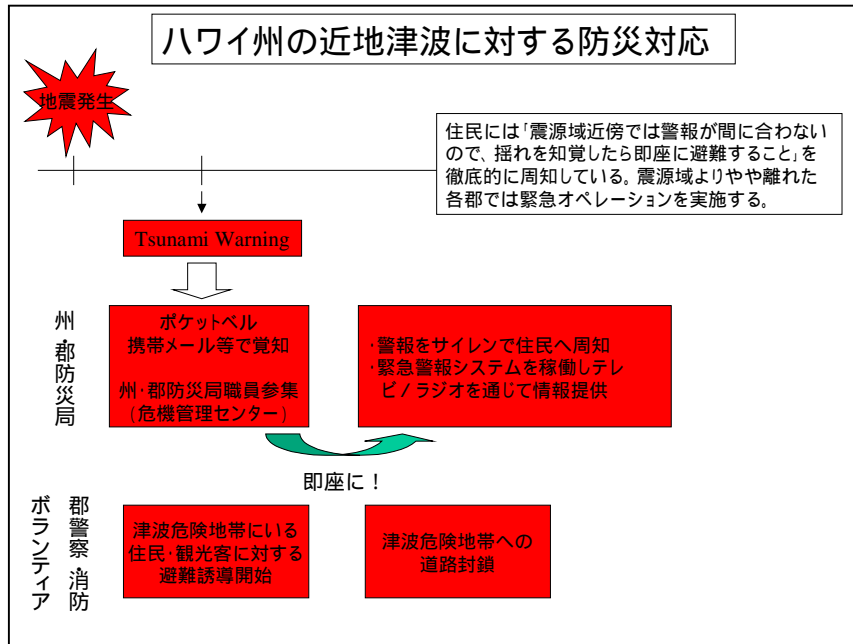 ハワイ州の近地津波に対する防災対応
地震発生
住民には「震源域近傍では警報が間に合わない
ので、揺れを知覚したら即座に避難すること」を
徹底的に周知している。震源域よりやや離れた
各郡では緊急オペレーションを実施する。
Tsunami Warning
州・郡防災局
ポケットベル
携帯メール等で覚知
州・郡防災局職員参集
(危機管理センター)
・警報をサイレンで住民へ周知
・緊急警報システムを稼働しテレ
ビ/ラジオを通じて情報提供
即座に!
郡警察・消防
ボランティア
津波危険地帯にいる
住民・観光客に対する
避難誘導開始
津波危険地帯への
道路封鎖